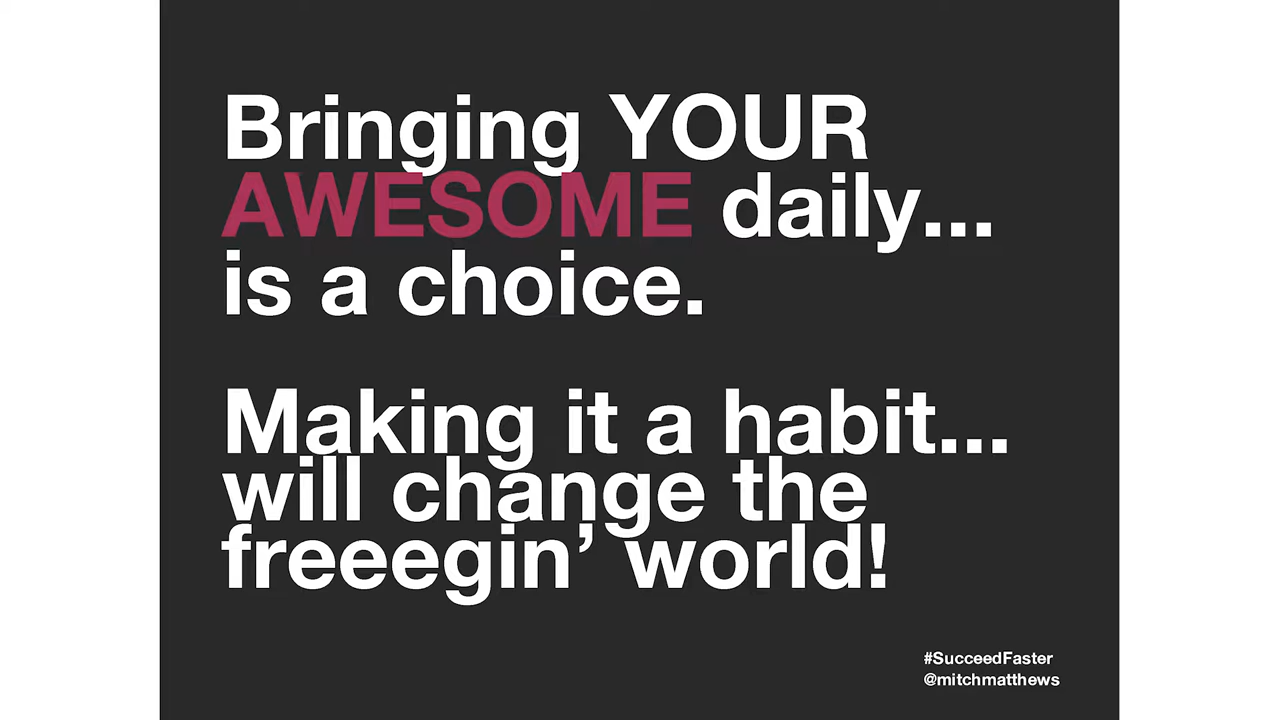 Bringing YOUR
AWESOME daily...
is a choice.
Making it a habit...
will change the
freeegin’ world!
#SucceedFaster
@mitchmatthews